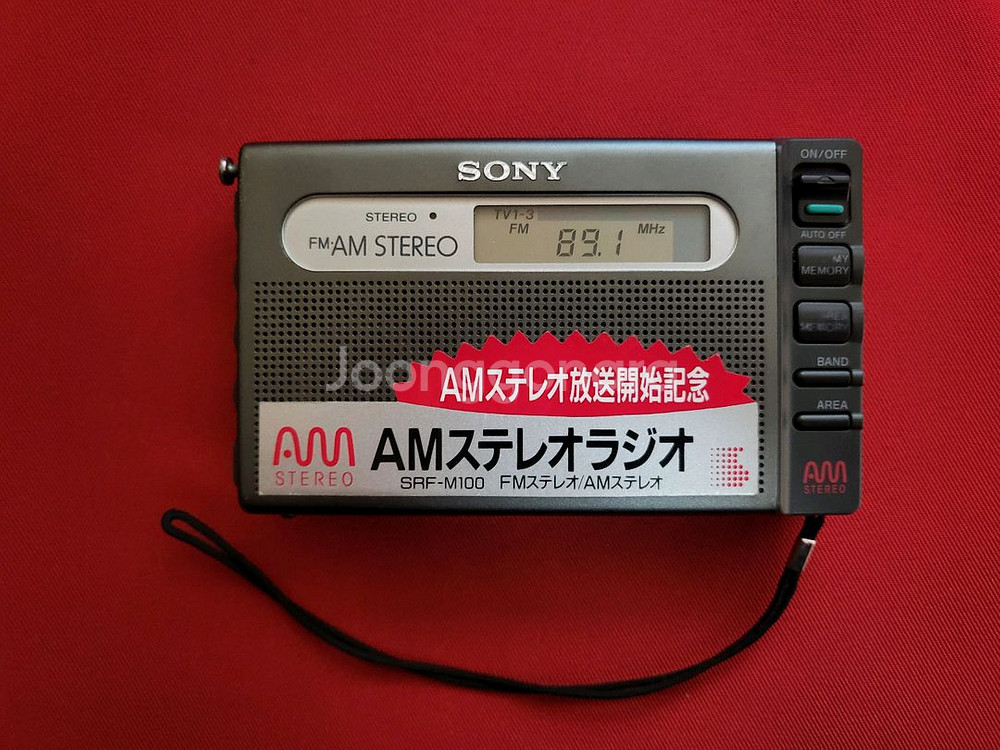 SONY
ON/OFF
STEREO
TV1-3
FM
89.1
MHz
FM·AM STEREO
AUTO OFF
MY
MEMORY
BAND
AREA
Joonggonara
AMステレオ放送開始記念
AM
STEREO
AMステレオラジオ
SRF-M100 FMステレオ/AMステレオ
AM
STEREO